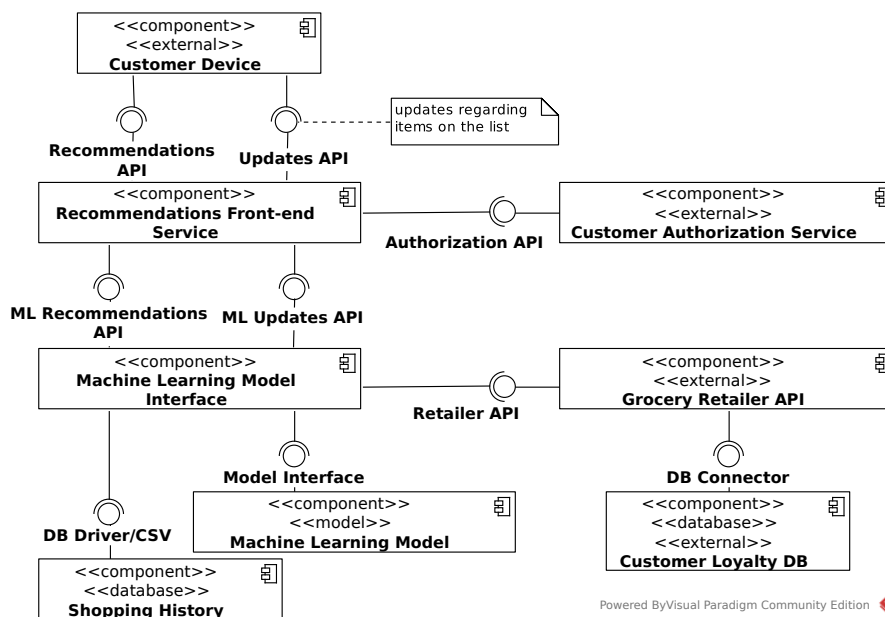 <<component>>
<<external>>
Customer Device
updates regarding
items on the list
Recommendations
API
Updates API
<<component>>
Recommendations Front-end
Service
Authorization API
<<component>>
<<external>>
Customer Authorization Service
ML Recommendations
API
ML Updates API
<<component>>
Machine Learning Model
Interface
Retailer API
<<component>>
<<external>>
Grocery Retailer API
Model Interface
DB Connector
<<component>>
<<model>>
Machine Learning Model
<<component>>
<<database>>
<<external>>
Customer Loyalty DB
DB Driver/CSV
<<component>>
<<database>>
Shopping History
Powered ByVisual Paradigm Community Edition